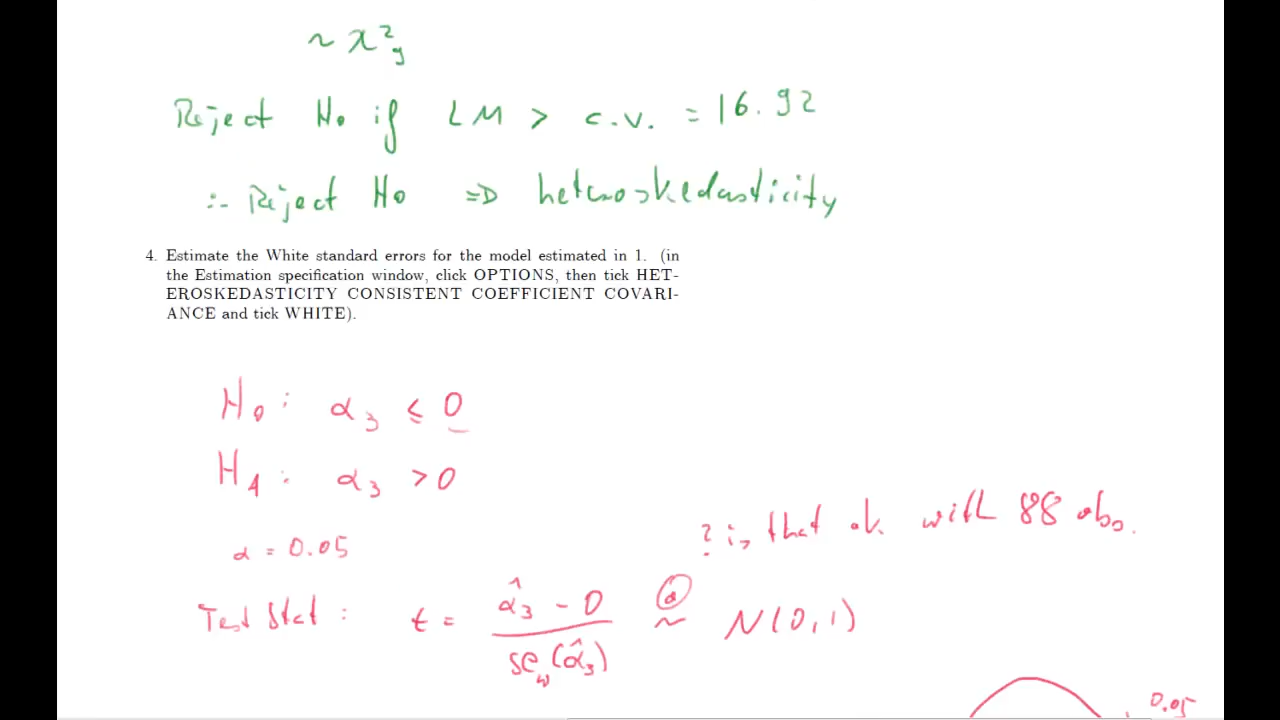 ~ χ²₉
Reject H₀ if LM > c.v. = 16.92
∴ Reject H₀ ⇒ heteroskedasticity
4. Estimate the White standard errors for the model estimated in 1. (in
the Estimation specification window, click OPTIONS, then tick HET-
EROSKEDASTICITY CONSISTENT COEFFICIENT COVARI-
ANCE and tick WHITE).
H₀ : α₃ ≤ 0
H_A : α₃ > 0
α = 0.05
? is that ok with 88 obs.
Test Stat : t = (α̂₃ - 0) / se_w(α̂₃) ~ᵃ N(0,1)
0.05